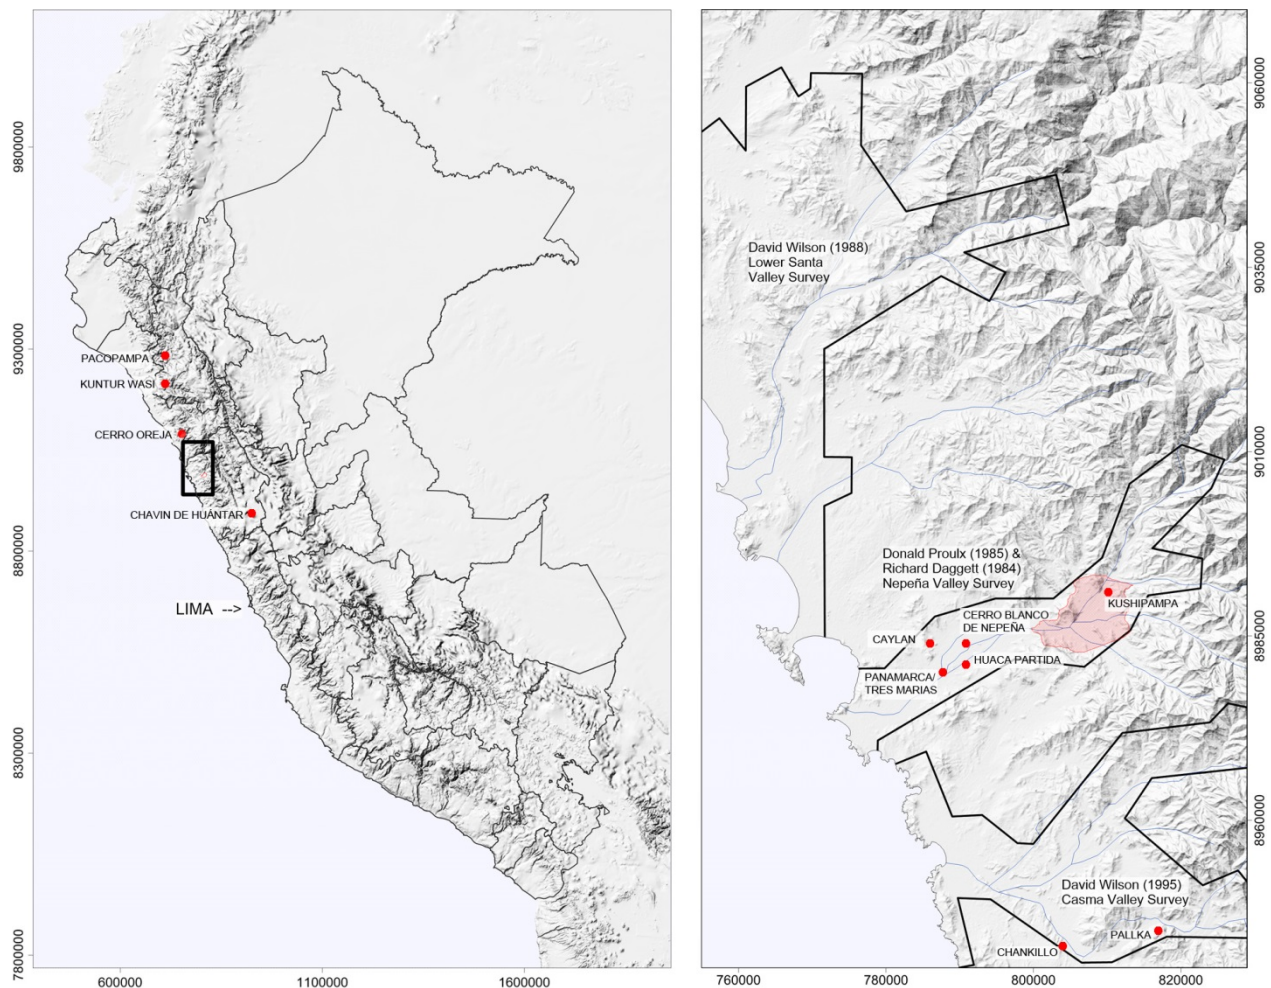 9800000
9300000
8800000
8300000
7800000
600000
1100000
1600000
PACOPAMPA
KUNTUR WASI
CERRO OREJA
CHAVIN DE HUÁNTAR
LIMA -->
David Wilson (1988)
Lower Santa
Valley Survey
Donald Proulx (1985) &
Richard Daggett (1984)
Nepeña Valley Survey
KUSHIPAMPA
CERRO BLANCO
DE NEPEÑA
CAYLAN
HUACA PARTIDA
PANAMARCA/
TRES MARIAS
David Wilson (1995)
Casma Valley Survey
PALLKA
CHANKILLO
9060000
9035000
9010000
8985000
8960000
760000
780000
800000
820000